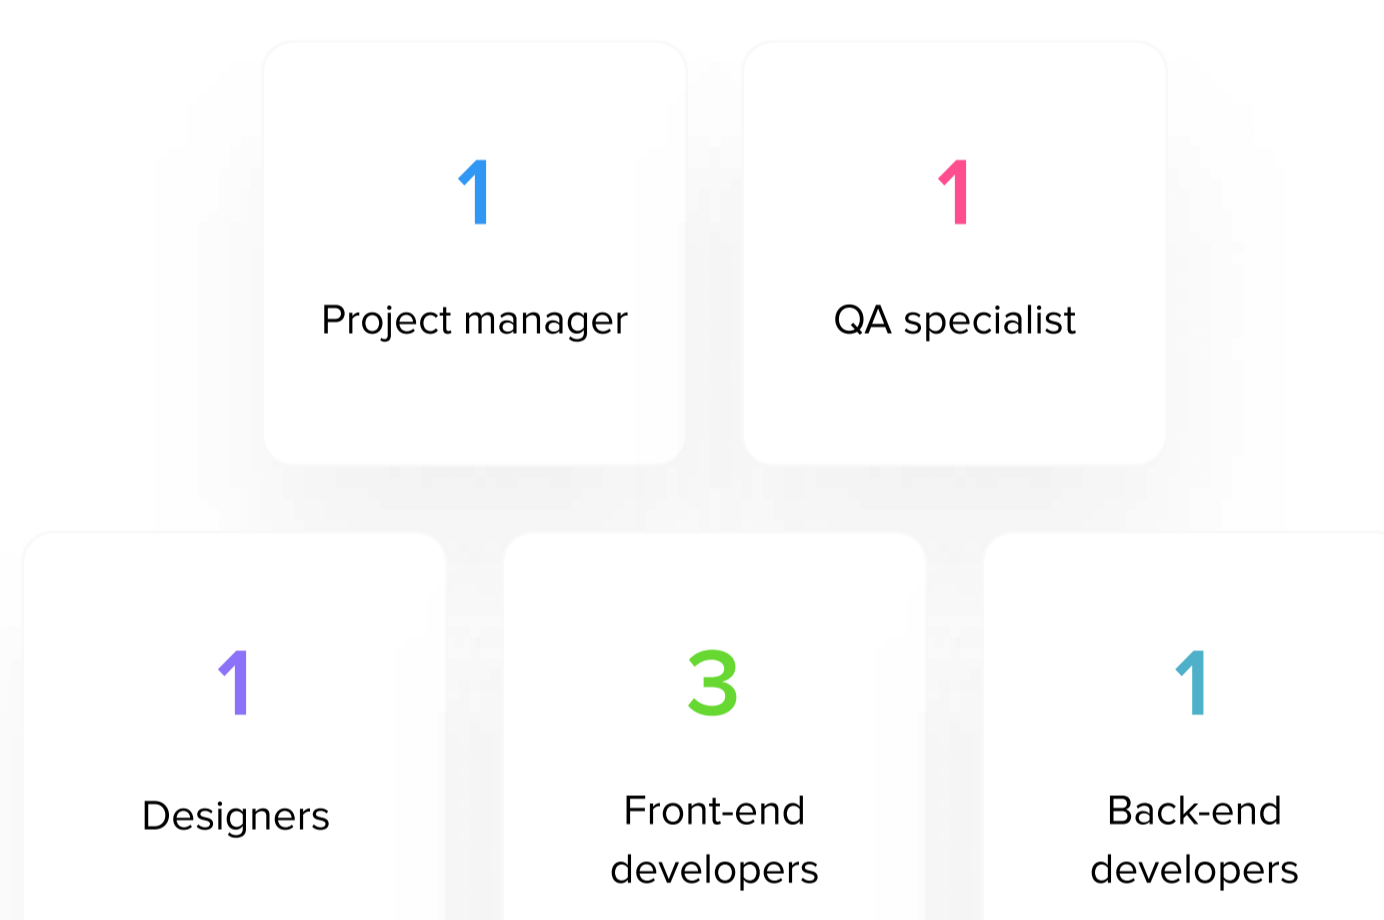 1
1
Project manager
QA specialist
1
3
1
Designers
Front-end
developers
Back-end
developers